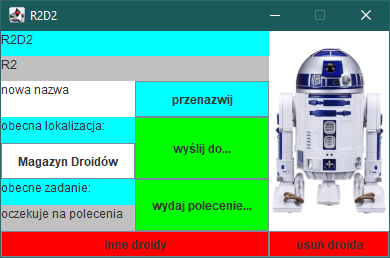 R2D2
R2D2
R2
nowa nazwa
przenazwij
obecna lokalizacja:
Magazyn Droidów
wyślij do...
obecne zadanie:
oczekuje na polecenia
wydaj polecenie...
inne droidy
usuń droida